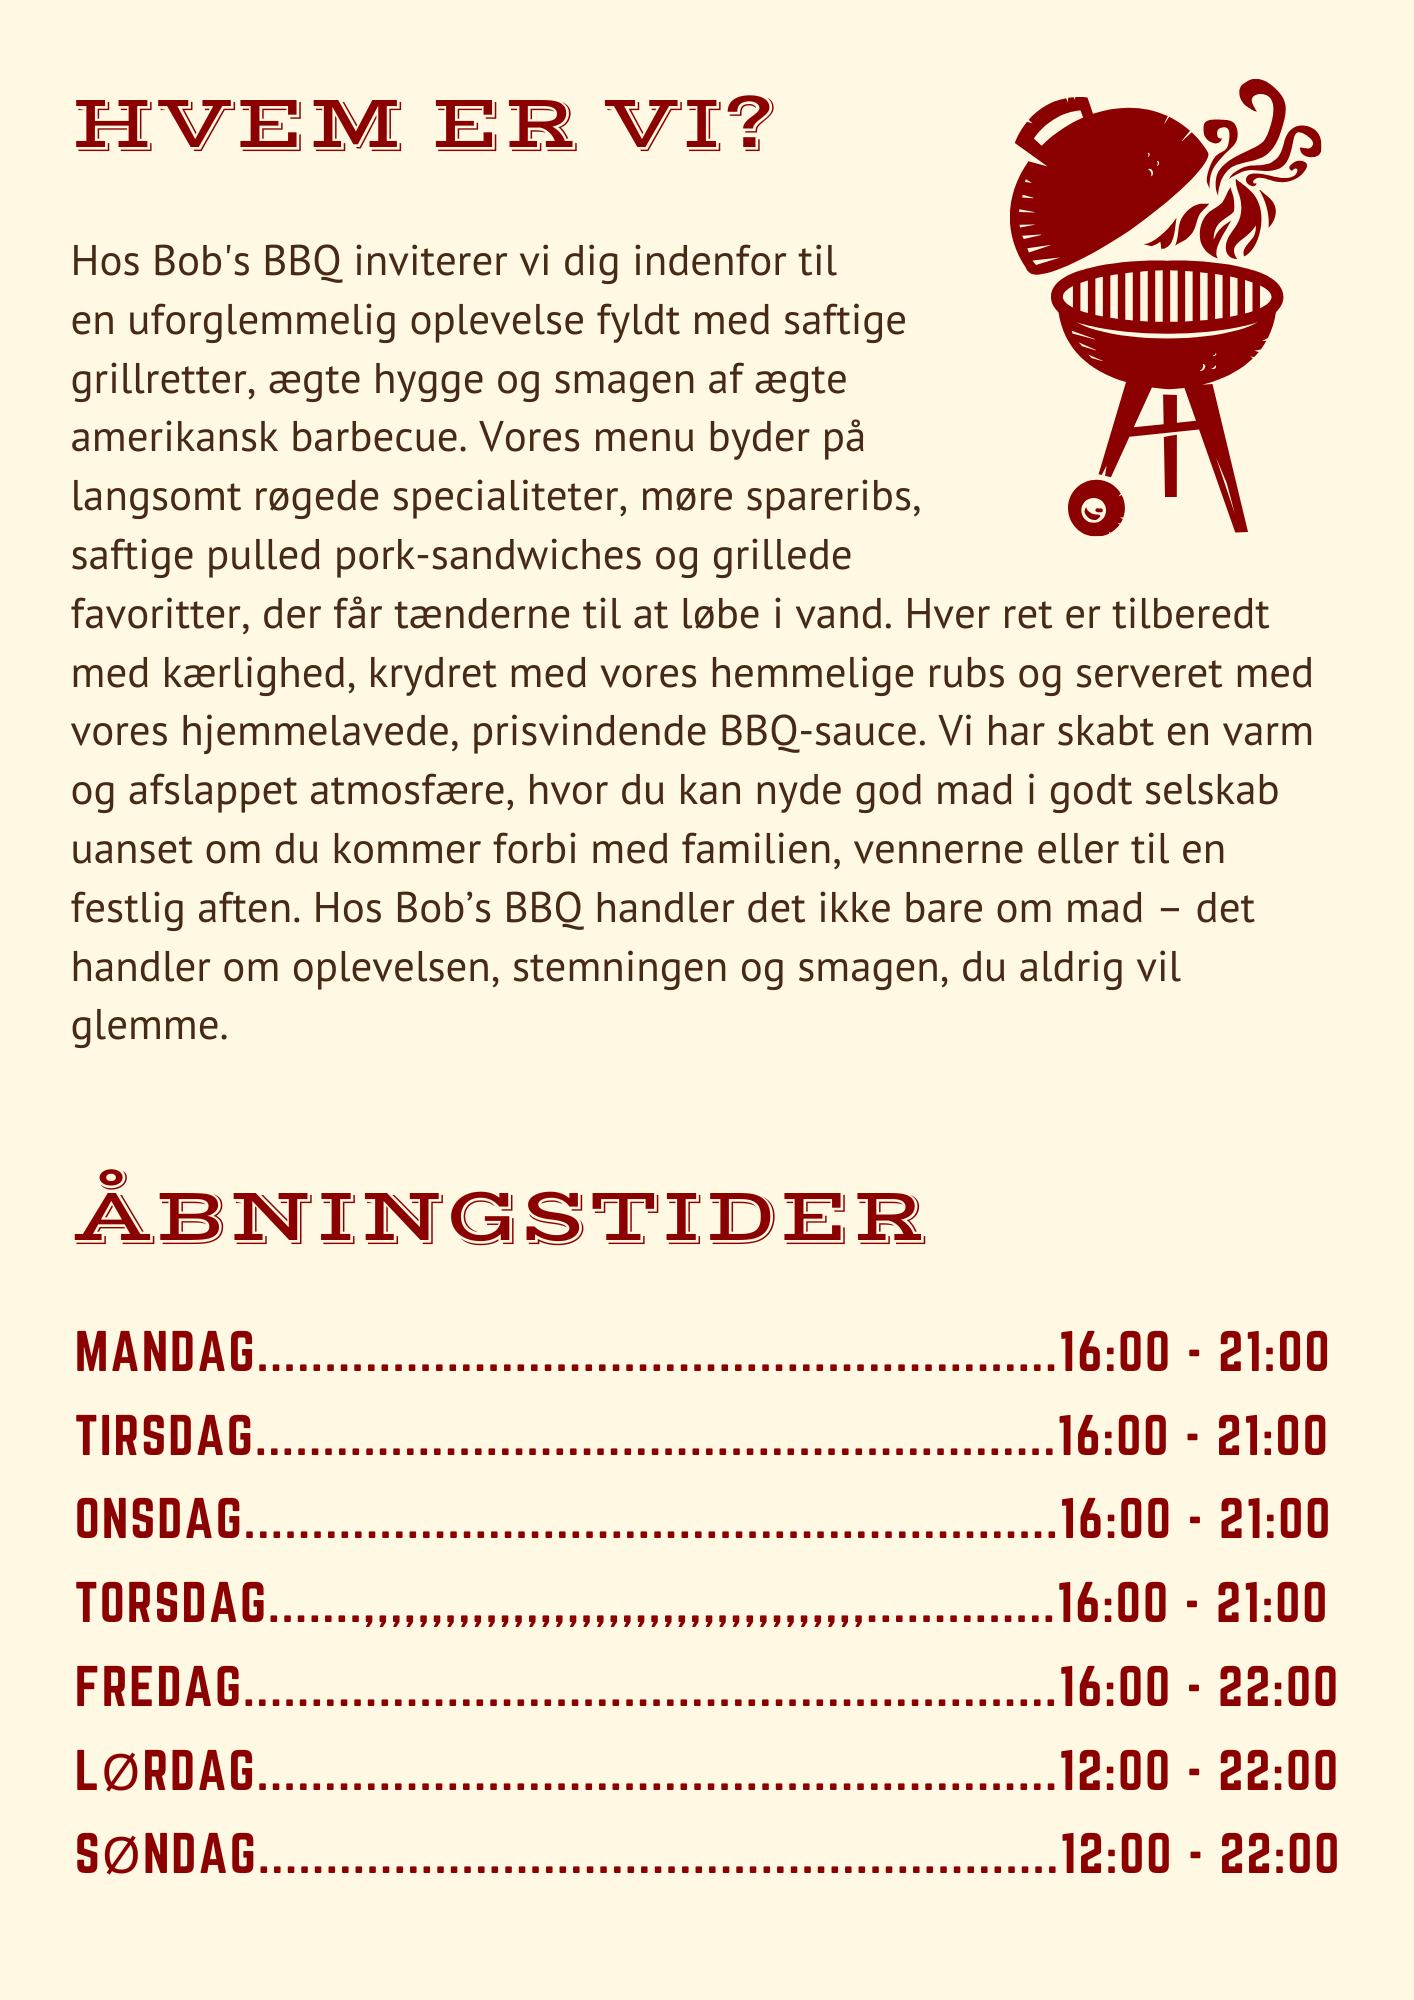 HVEM ER VI?
Hos Bob's BBQ inviterer vi dig indenfor til
en uforglemmelig oplevelse fyldt med saftige
grillretter, ægte hygge og smagen af ægte
amerikansk barbecue. Vores menu byder på
langsomt røgede specialiteter, møre spareribs,
saftige pulled pork-sandwiches og grillede
favoritter, der får tænderne til at løbe i vand. Hver ret er tilberedt
med kærlighed, krydret med vores hemmelige rubs og serveret med
vores hjemmelavede, prisvindende BBQ-sauce. Vi har skabt en varm
og afslappet atmosfære, hvor du kan nyde god mad i godt selskab
uanset om du kommer forbi med familien, vennerne eller til en
festlig aften. Hos Bob’s BBQ handler det ikke bare om mad – det
handler om oplevelsen, stemningen og smagen, du aldrig vil
glemme.
ÅBNINGSTIDER
MANDAG...........................................................16:00 - 21:00
TIRSDAG...........................................................16:00 - 21:00
ONSDAG............................................................16:00 - 21:00
TORSDAG.......,,,,,,,,,,,,,,,,,,,,,,,,,,,,,,,,,,,,,..............16:00 - 21:00
FREDAG............................................................16:00 - 22:00
LØRDAG...........................................................12:00 - 22:00
SØNDAG...........................................................12:00 - 22:00